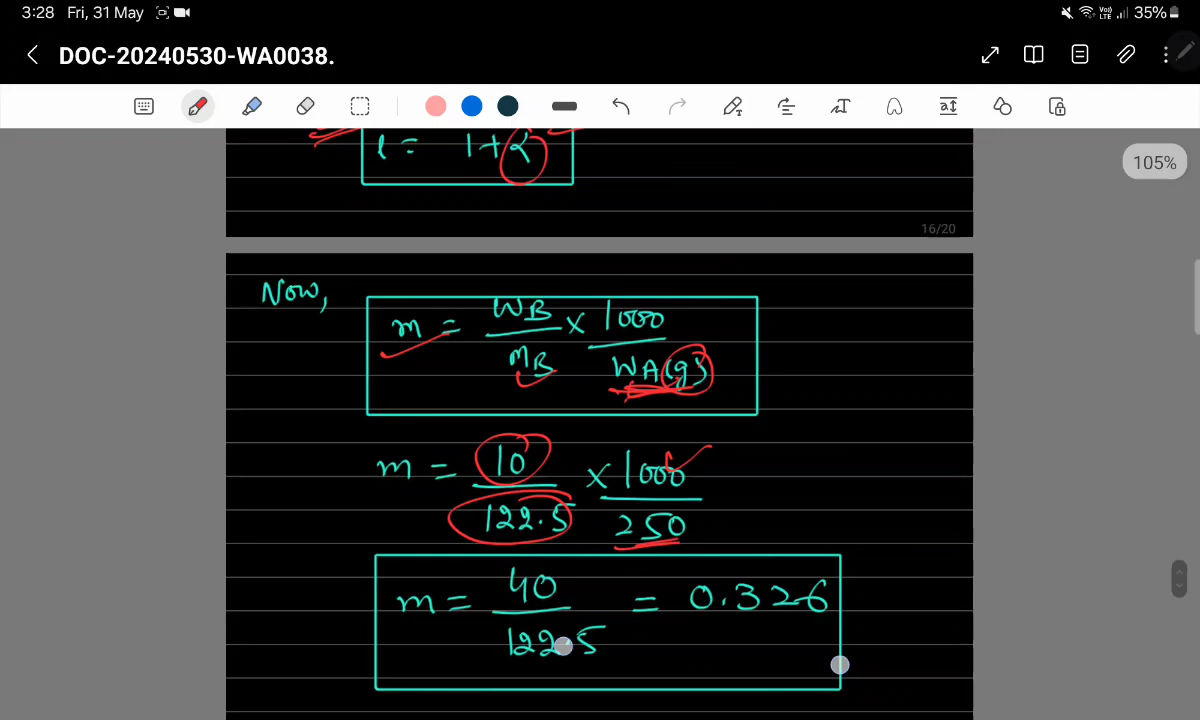 3:28 Fri, 31 May 35%
DOC-20240530-WA0038.
105%
i = 1+α
16/20
Now,
m = WB/MB × 1000/WA(g)
m = 10/122.5 × 1000/250
m = 40/122.5 = 0.326